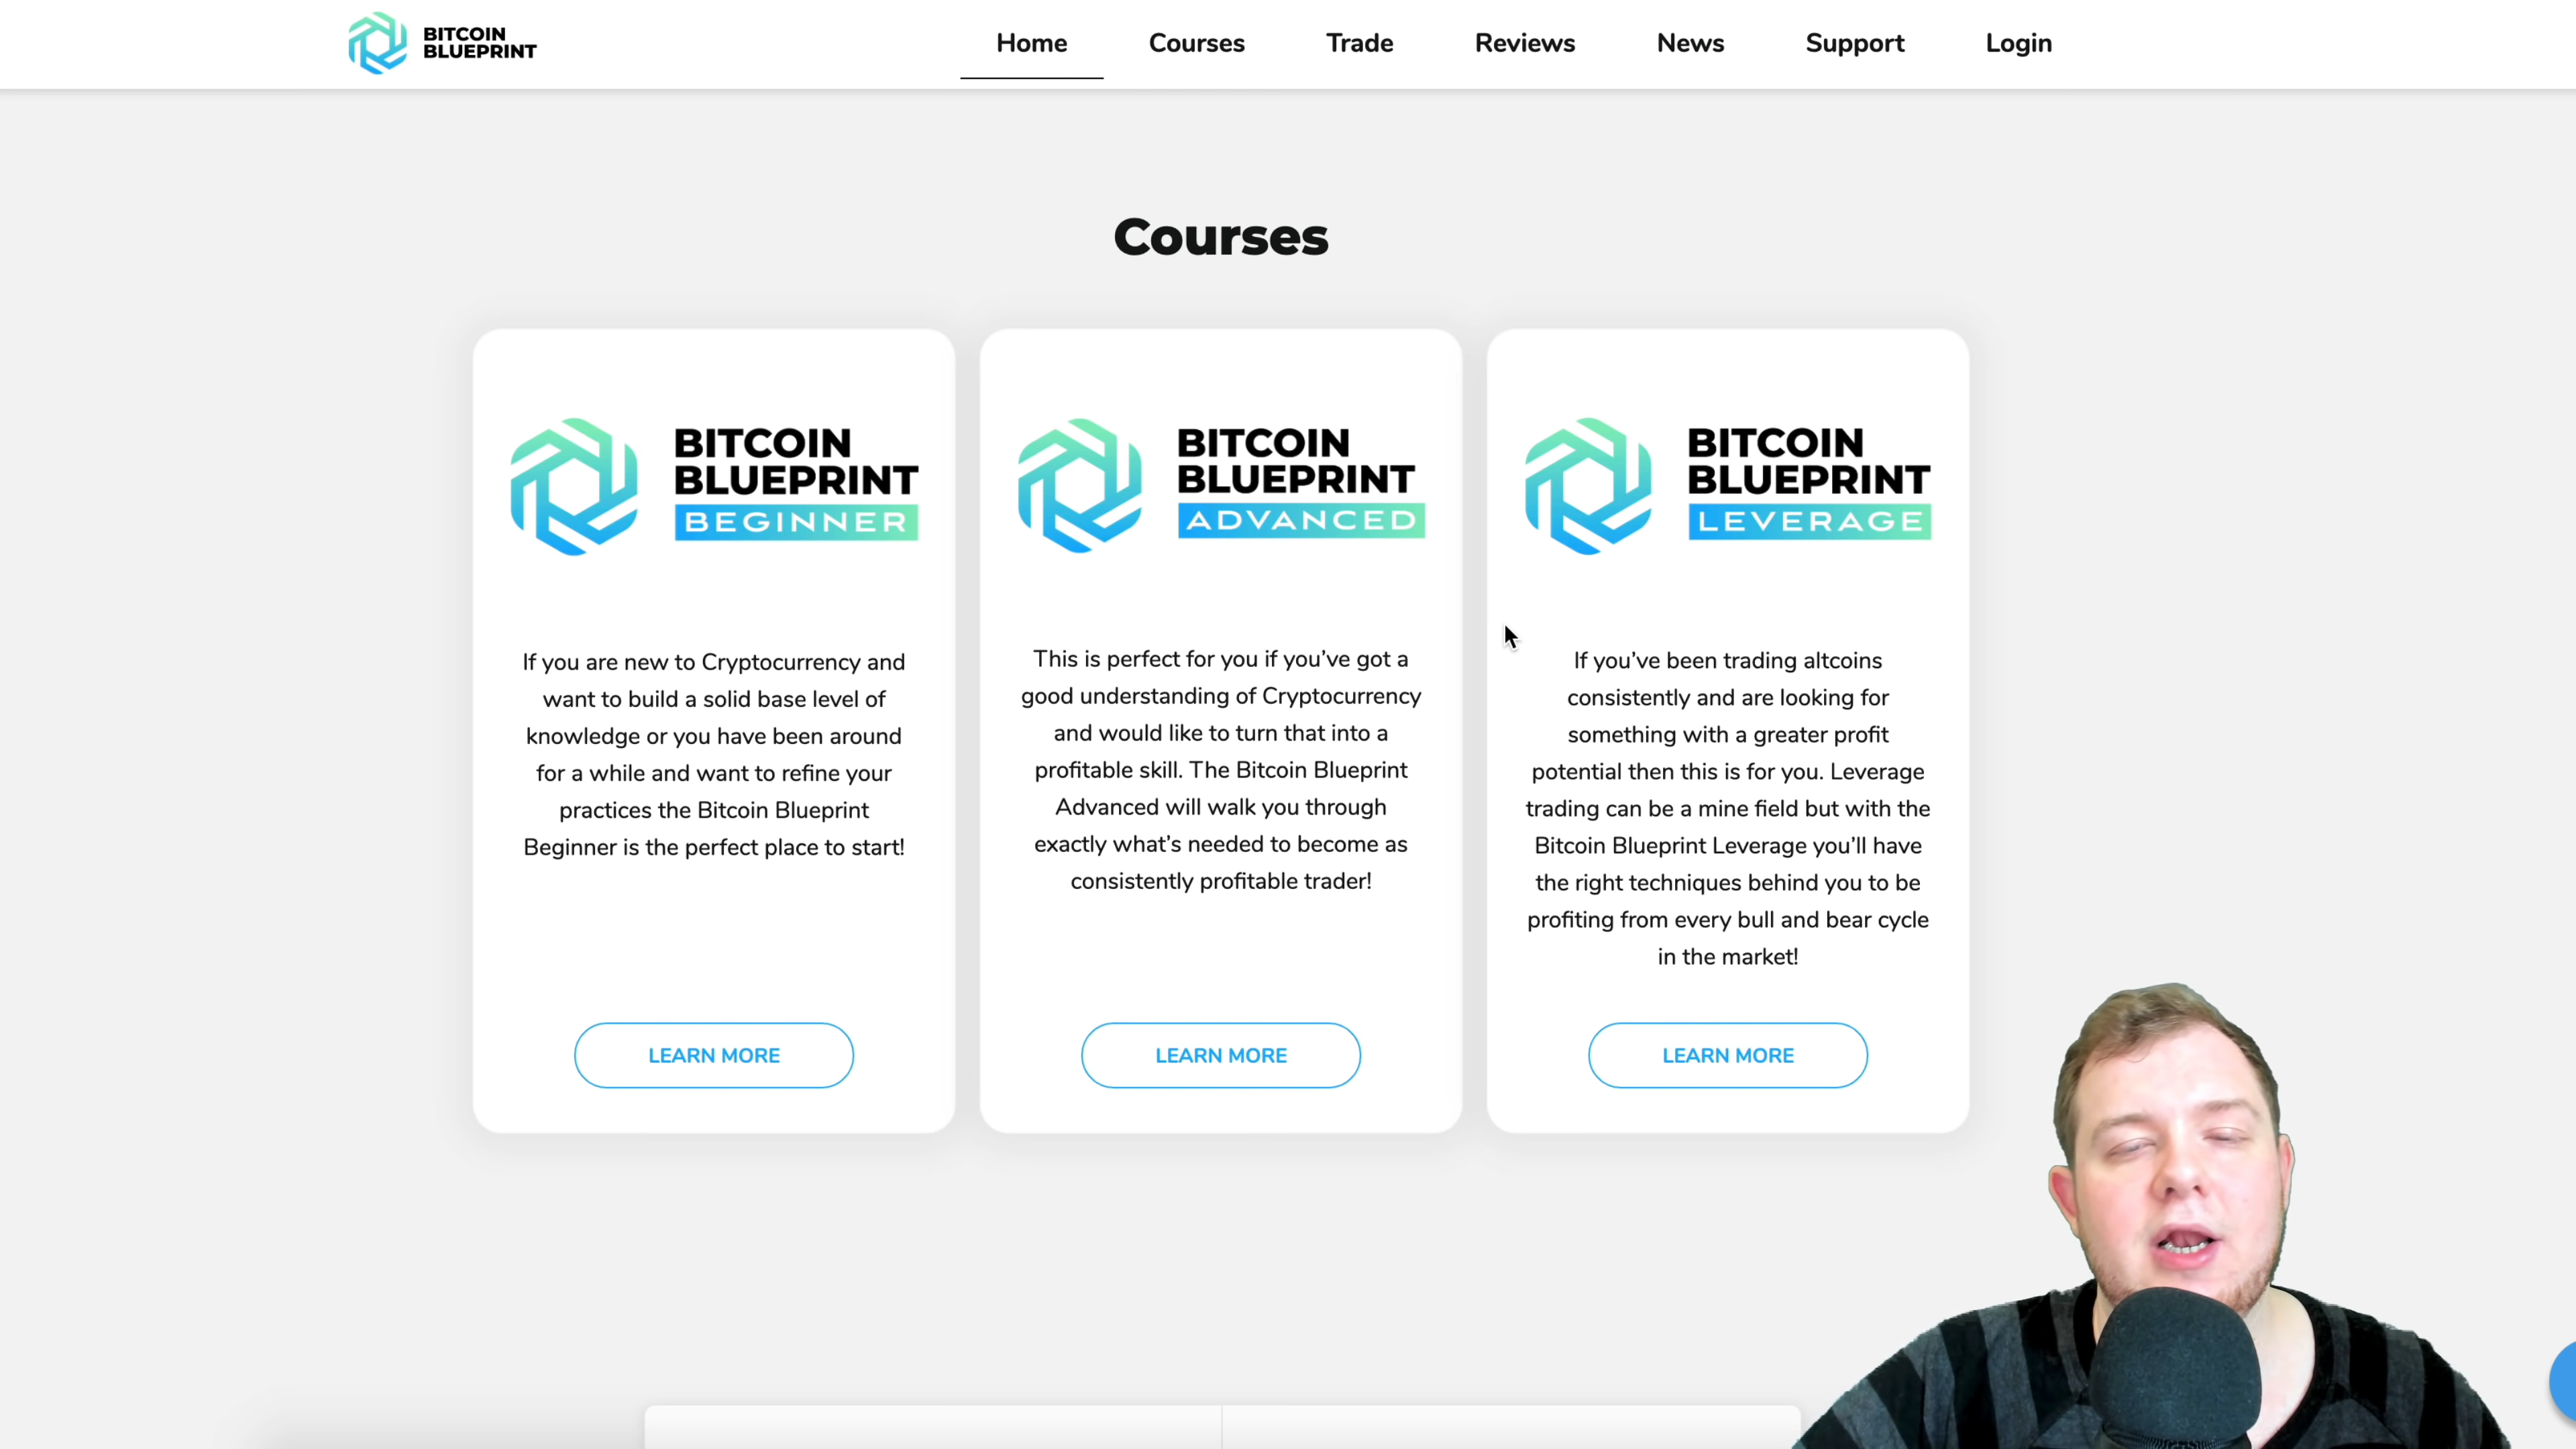 BITCOIN
BLUEPRINT
Home
Courses
Trade
Reviews
News
Support
Login
Courses
BITCOIN
BLUEPRINT
BEGINNER
If you are new to Cryptocurrency and
want to build a solid base level of
knowledge or you have been around
for a while and want to refine your
practices the Bitcoin Blueprint
Beginner is the perfect place to start!
LEARN MORE
BITCOIN
BLUEPRINT
ADVANCED
This is perfect for you if you’ve got a
good understanding of Cryptocurrency
and would like to turn that into a
profitable skill. The Bitcoin Blueprint
Advanced will walk you through
exactly what’s needed to become as
consistently profitable trader!
LEARN MORE
BITCOIN
BLUEPRINT
LEVERAGE
If you’ve been trading altcoins
consistently and are looking for
something with a greater profit
potential then this is for you. Leverage
trading can be a mine field but with the
Bitcoin Blueprint Leverage you’ll have
the right techniques behind you to be
profiting from every bull and bear cycle
in the market!
LEARN MORE